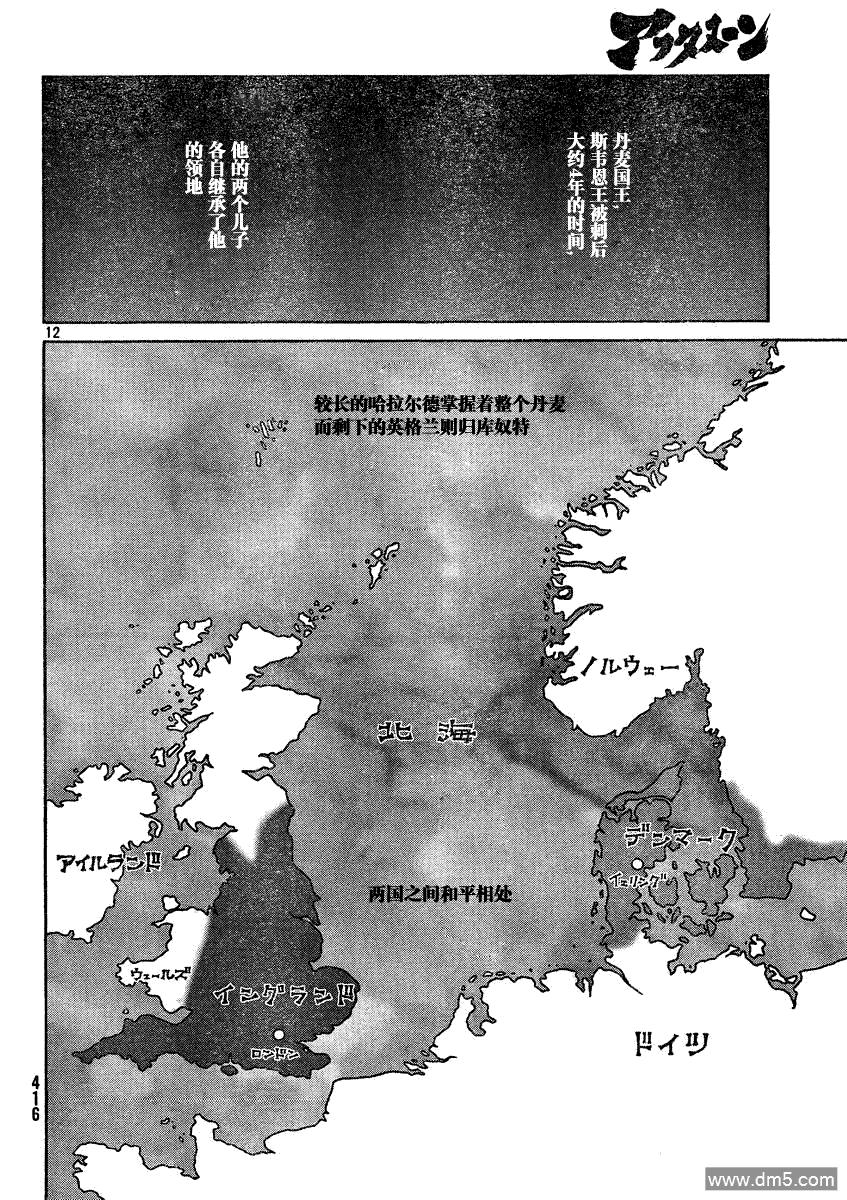 アフタヌーン
丹麦国王,
斯韦恩王被刺后
大约4年的时间,
他的两个儿子
各自继承了他
的领地
12
较长的哈拉尔德掌握着整个丹麦
而剩下的英格兰则归库奴特
ノルウェー
北海
デンマーク
イェリング
アイルランド
两国之间和平相处
ウェールズ
イングランド
ロンドン
ドイツ
416
www.dm5.com